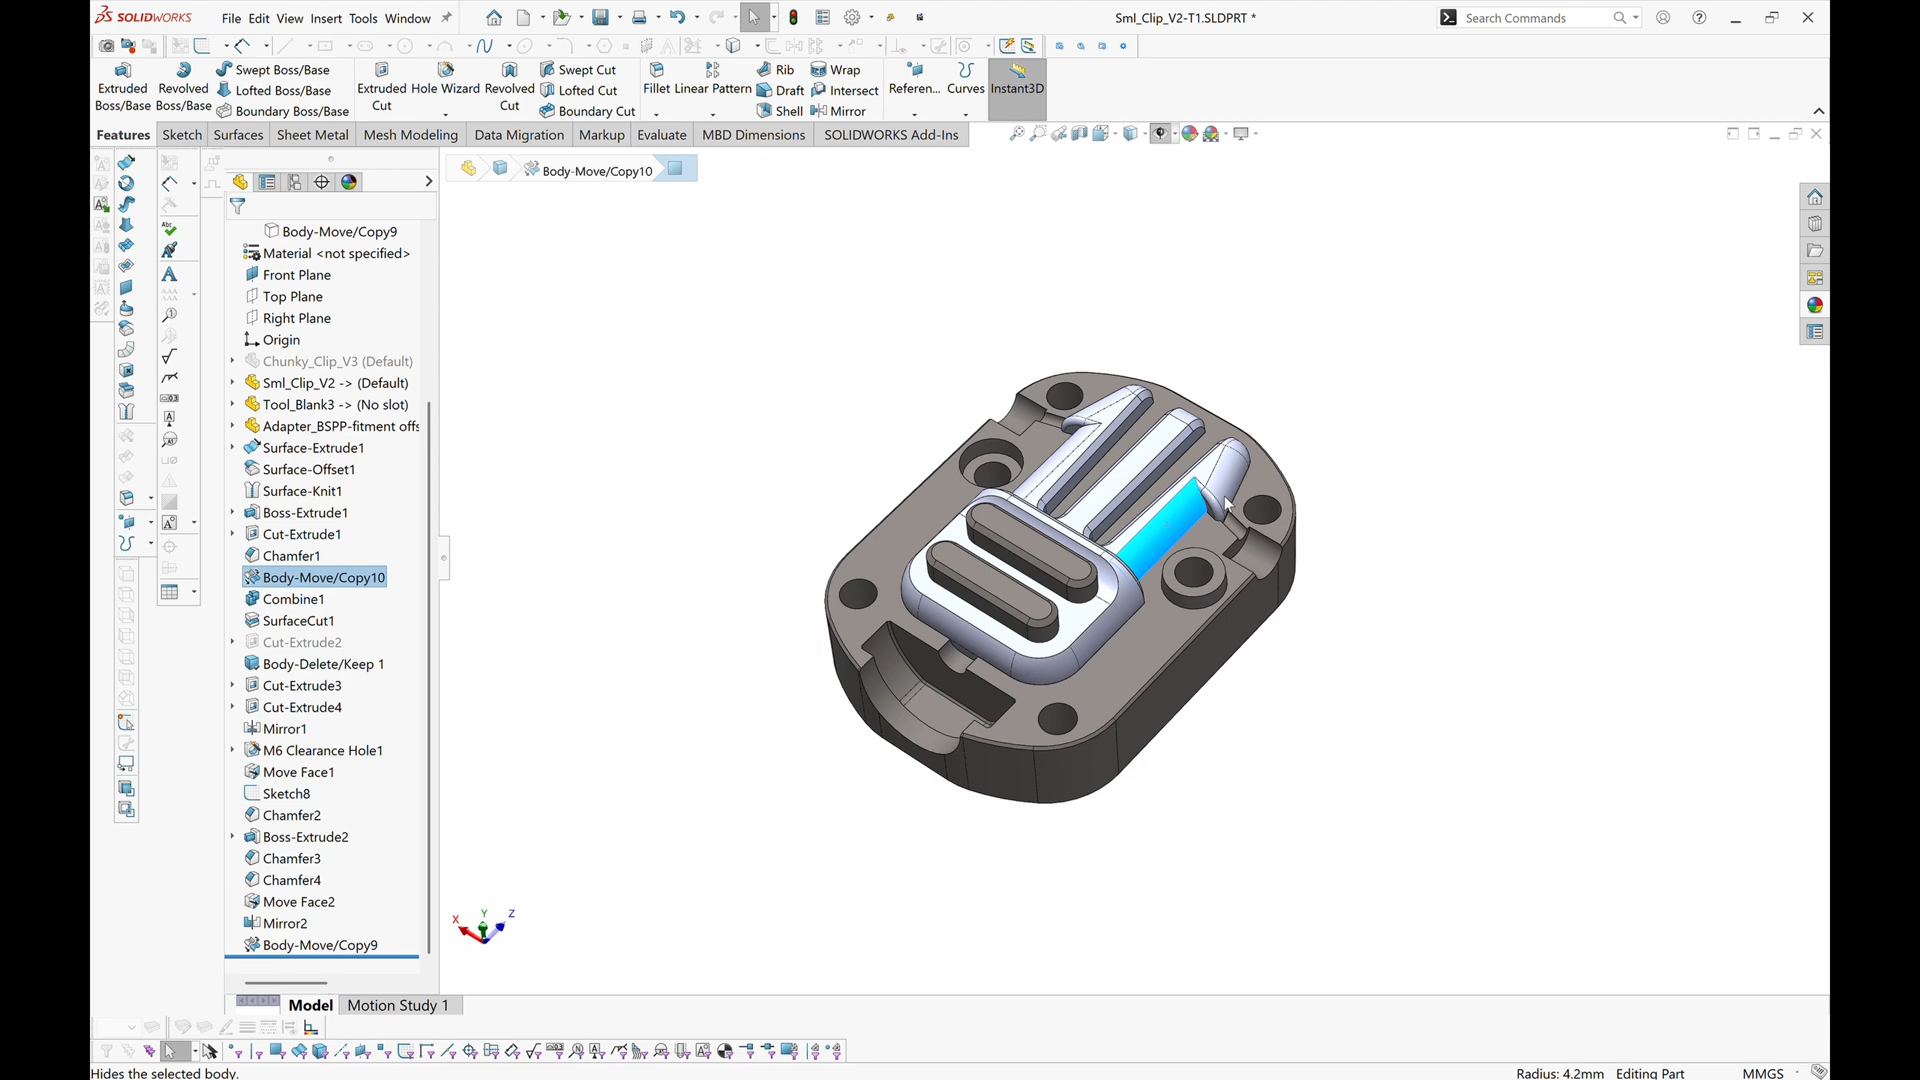 SOLIDWORKS File Edit View Insert Tools Window Sml_Clip_V2-T1.SLDPRT * Search Commands
Extruded Boss/Base Revolved Boss/Base Swept Boss/Base Lofted Boss/Base Boundary Boss/Base Extruded Cut Hole Wizard Revolved Cut Swept Cut Lofted Cut Boundary Cut Fillet Linear Pattern Rib Draft Shell Wrap Intersect Mirror Referen... Curves Instant3D
Features Sketch Surfaces Sheet Metal Mesh Modeling Data Migration Markup Evaluate MBD Dimensions SOLIDWORKS Add-Ins
Body-Move/Copy10
Body-Move/Copy9
Material <not specified>
Front Plane
Top Plane
Right Plane
Origin
Chunky_Clip_V3 (Default)
Sml_Clip_V2 -> (Default)
Tool_Blank3 -> (No slot)
Adapter_BSPP-fitment offs
Surface-Extrude1
Surface-Offset1
Surface-Knit1
Boss-Extrude1
Cut-Extrude1
Chamfer1
Body-Move/Copy10
Combine1
SurfaceCut1
Cut-Extrude2
Body-Delete/Keep 1
Cut-Extrude3
Cut-Extrude4
Mirror1
M6 Clearance Hole1
Move Face1
Sketch8
Chamfer2
Boss-Extrude2
Chamfer3
Chamfer4
Move Face2
Mirror2
Body-Move/Copy9
X Y Z
Model Motion Study 1
Hides the selected body. Radius: 4.2mm Editing Part MMGS